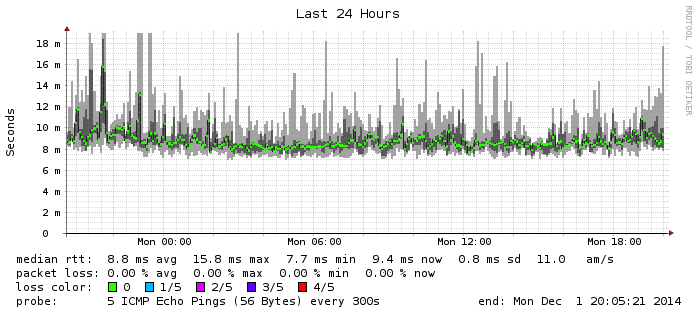 Last 24 Hours
RRDTOOL / TOBI OETIKER
Seconds
18 m
16 m
14 m
12 m
10 m
8 m
6 m
4 m
2 m
0
Mon 00:00 Mon 06:00 Mon 12:00 Mon 18:00
median rtt: 8.8 ms avg 15.8 ms max 7.7 ms min 9.4 ms now 0.8 ms sd 11.0 am/s
packet loss: 0.00 % avg 0.00 % max 0.00 % min 0.00 % now
loss color: 0 1/5 2/5 3/5 4/5
probe: 5 ICMP Echo Pings (56 Bytes) every 300s end: Mon Dec 1 20:05:21 2014